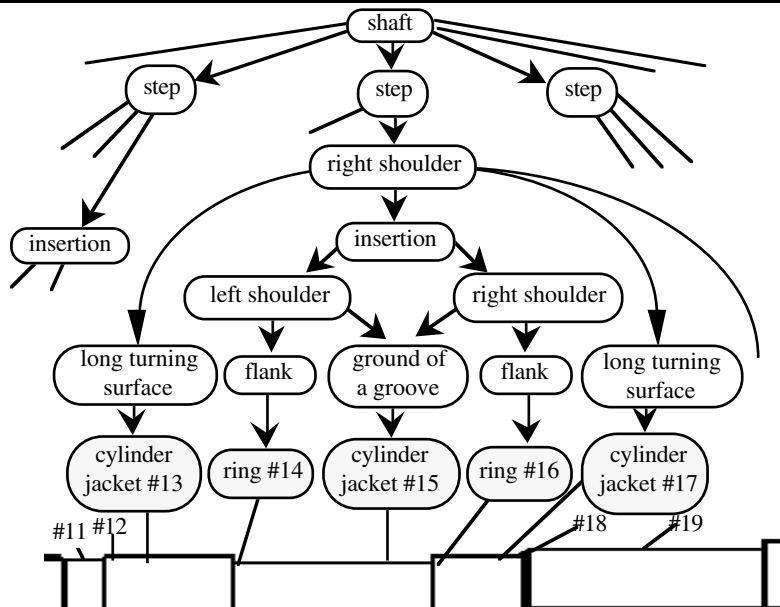 shaft
step
step
step
right shoulder
insertion
insertion
left shoulder
right shoulder
long turning
surface
flank
ground of
a groove
flank
long turning
surface
cylinder
jacket #13
ring #14
cylinder
jacket #15
ring #16
cylinder
jacket #17
#11
#12
#18
#19